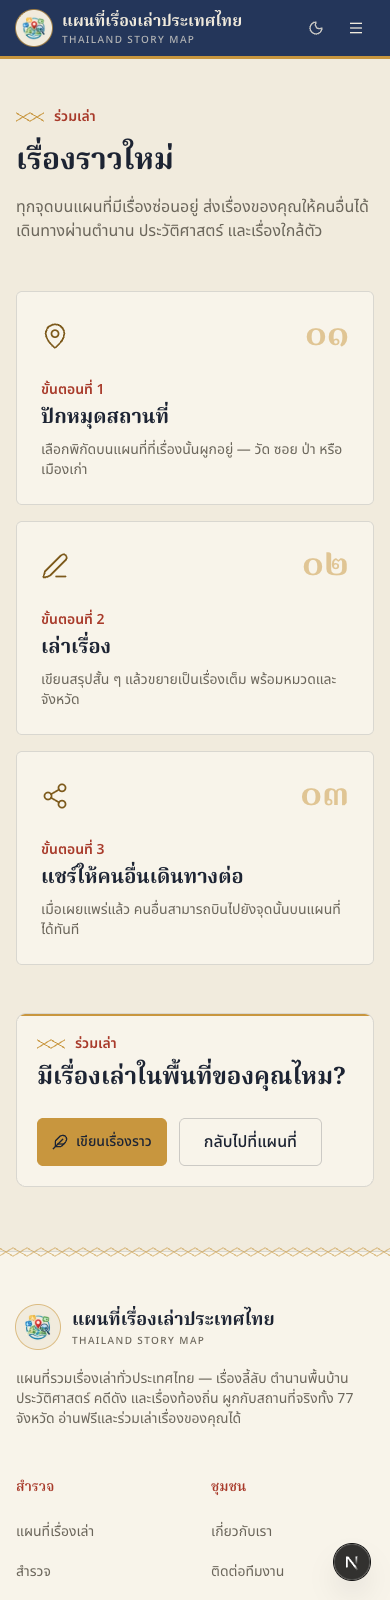 แผนที่เรื่องเล่าประเทศไทย
THAILAND STORY MAP
ร่วมเล่า
เรื่องราวใหม่
ทุกจุดบนแผนที่มีเรื่องซ่อนอยู่ ส่งเรื่องของคุณให้คนอื่นได้
เดินทางผ่านตำนาน ประวัติศาสตร์ และเรื่องใกล้ตัว
๐๑
ขั้นตอนที่ 1
ปักหมุดสถานที่
เลือกพิกัดบนแผนที่ที่เรื่องนั้นผูกอยู่ — วัด ซอย ป่า หรือ
เมืองเก่า
๐๒
ขั้นตอนที่ 2
เล่าเรื่อง
เขียนสรุปสั้น ๆ แล้วขยายเป็นเรื่องเต็ม พร้อมหมวดและ
จังหวัด
๐๓
ขั้นตอนที่ 3
แชร์ให้คนอื่นเดินทางต่อ
เมื่อเผยแพร่แล้ว คนอื่นสามารถบินไปยังจุดนั้นบนแผนที่
ได้ทันที
ร่วมเล่า
มีเรื่องเล่าในพื้นที่ของคุณไหม?
เขียนเรื่องราว
กลับไปที่แผนที่
แผนที่เรื่องเล่าประเทศไทย
THAILAND STORY MAP
แผนที่รวมเรื่องเล่าทั่วประเทศไทย — เรื่องลี้ลับ ตำนานพื้นบ้าน
ประวัติศาสตร์ คดีดัง และเรื่องท้องถิ่น ผูกกับสถานที่จริงทั้ง 77
จังหวัด อ่านฟรีและร่วมเล่าเรื่องของคุณได้
สำรวจ
ชุมชน
แผนที่เรื่องเล่า
เกี่ยวกับเรา
สำรวจ
ติดต่อทีมงาน
N